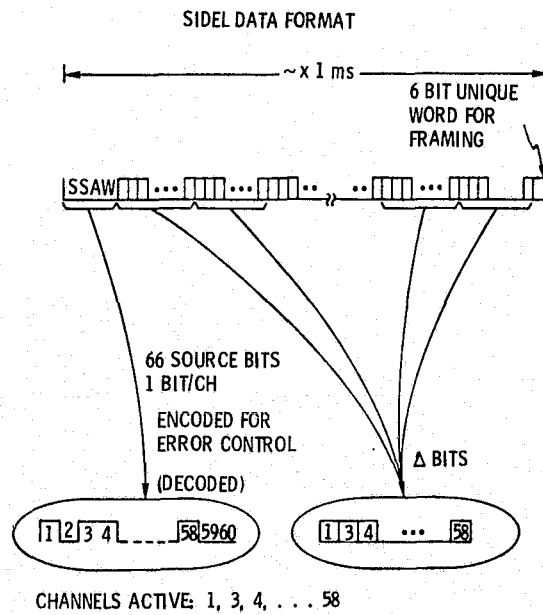 SIDEL DATA FORMAT
~x 1 ms
6 BIT UNIQUE
WORD FOR
FRAMING
SSAW
66 SOURCE BITS
1 BIT/CH
ENCODED FOR
ERROR CONTROL
(DECODED)
Δ BITS
1 2 3 4 58 59 60
1 3 4 ••• 58
CHANNELS ACTIVE: 1, 3, 4, . . . 58